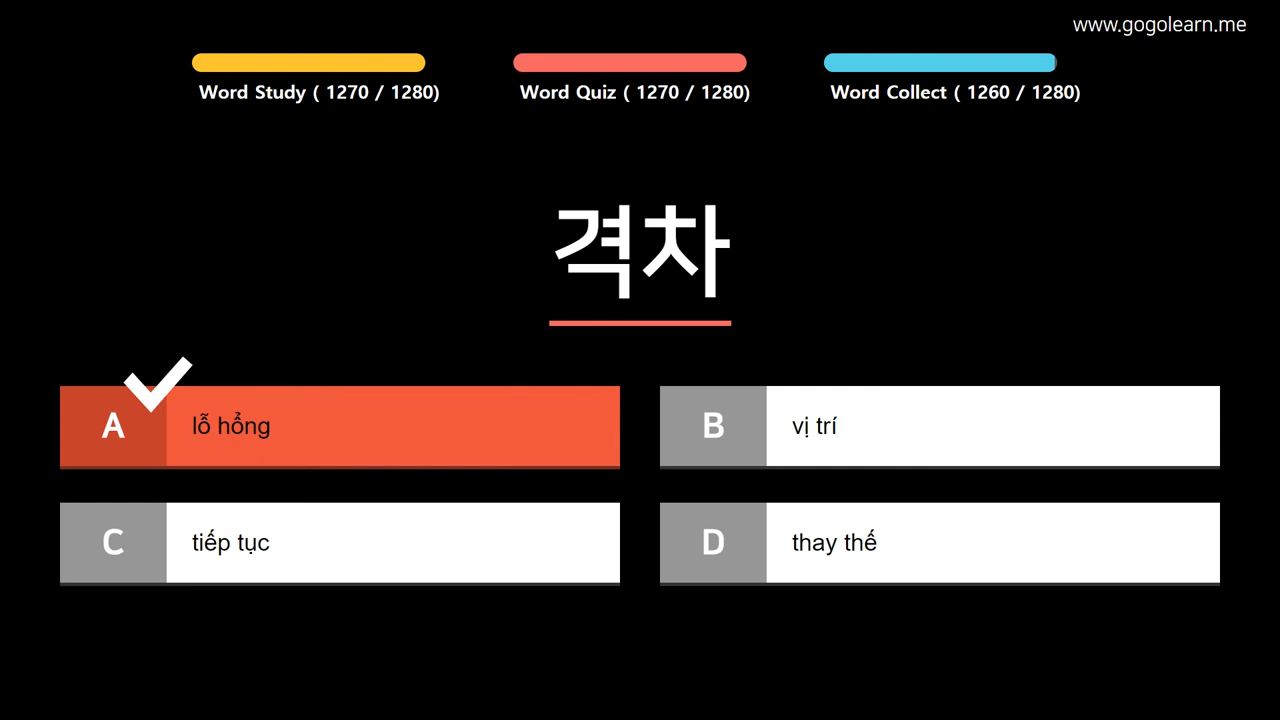 www.gogolearn.me
Word Study ( 1270 / 1280)
Word Quiz ( 1270 / 1280)
Word Collect ( 1260 / 1280)
격차
A lỗ hổng
B vị trí
C tiếp tục
D thay thế